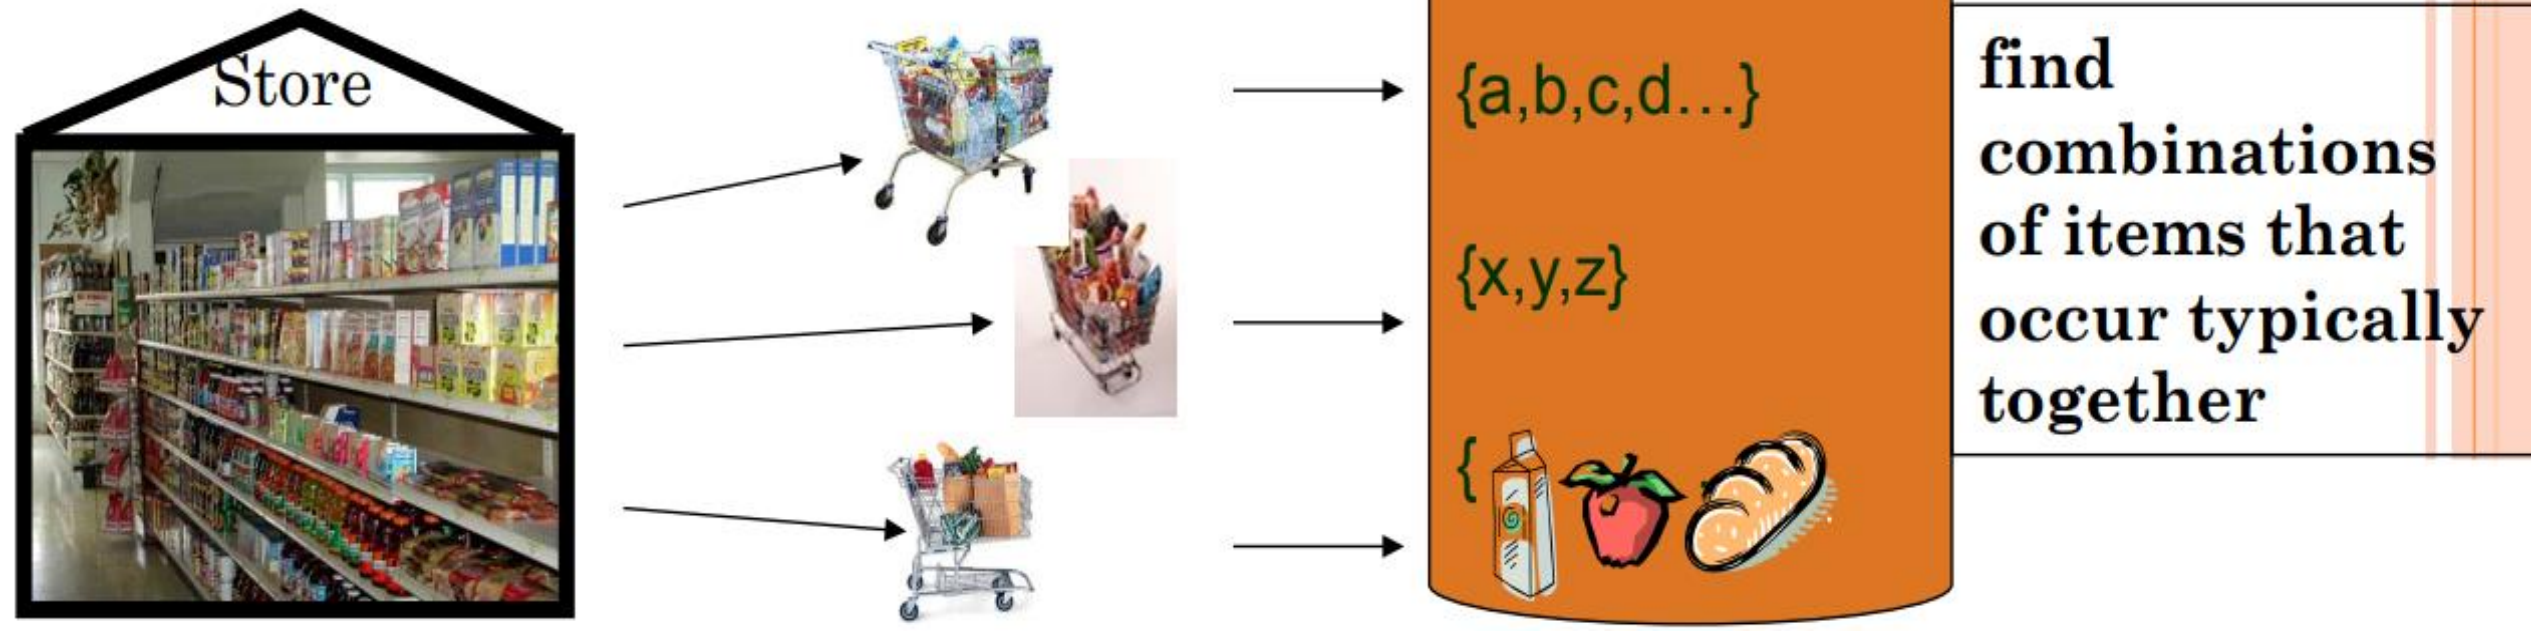 Store
{a,b,c,d...}
{x,y,z}
{
find
combinations
of items that
occur typically
together